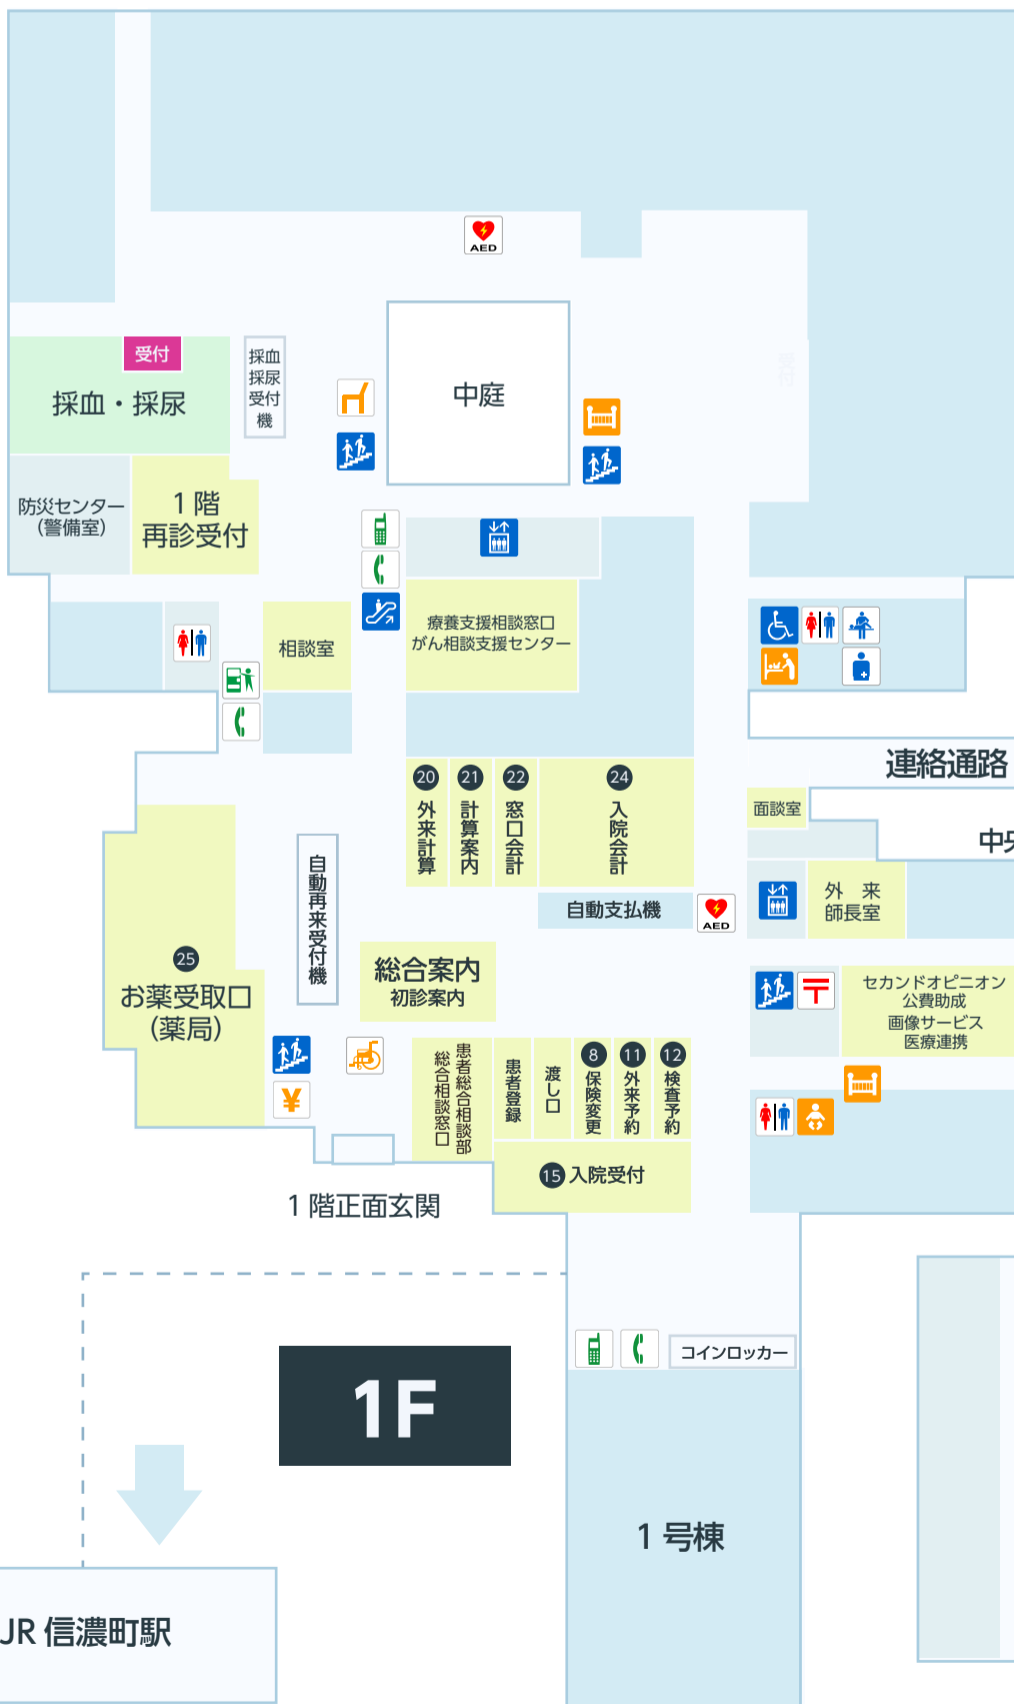 AED
受付
採血・採尿
採血
採尿
受付
機
中庭
受付
防災センター
（警備室）
1階
再診受付
相談室
療養支援相談窓口
がん相談支援センター
連絡通路
面談室
中央
20
外来計算
21
計算案内
22
窓口会計
24
入院会計
自動支払機
AED
外　来
師長室
自動再来受付機
総合案内
初診案内
25
お薬受取口
（薬局）
¥
〒
セカンドオピニオン
公費助成
画像サービス
医療連携
患者総合相談部
総合相談窓口
患者登録
渡し口
8
保険変更
11
外来予約
12
検査予約
15 入院受付
1階正面玄関
コインロッカー
1F
1号棟
JR信濃町駅